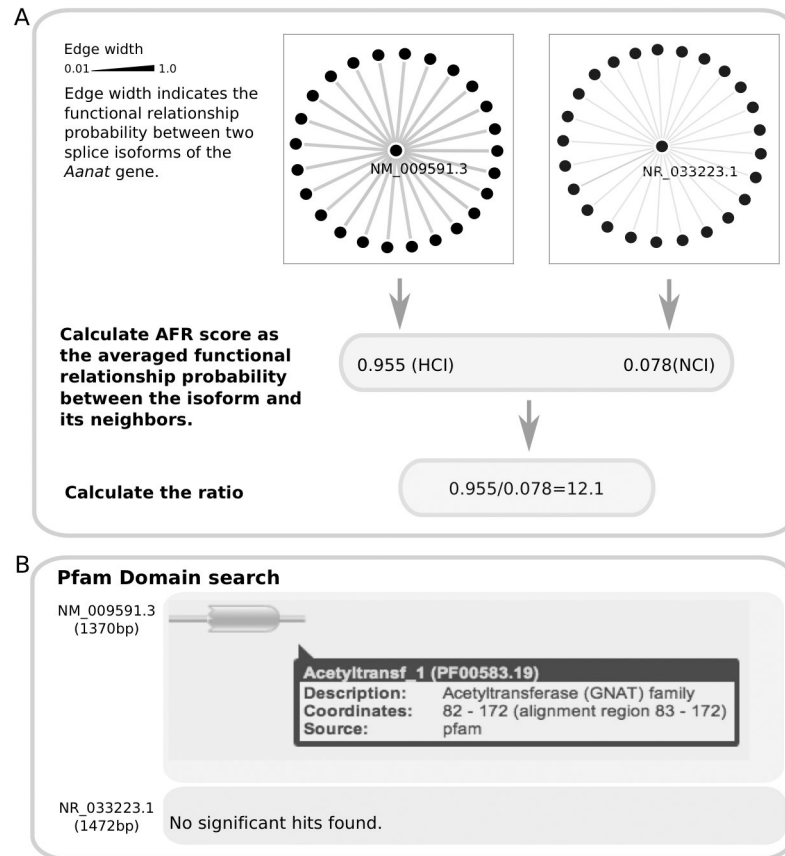 A
Edge width
0.01 1.0
Edge width indicates the
functional relationship
probability between two
splice isoforms of the
Aanat gene.
NM_009591.3
NR_033223.1
Calculate AFR score as
the averaged functional
relationship probability
between the isoform and
its neighbors.
0.955 (HCI)
0.078(NCI)
Calculate the ratio
0.955/0.078=12.1
B
Pfam Domain search
NM_009591.3
(1370bp)
Acetyltransf_1 (PF00583.19)
Description: Acetyltransferase (GNAT) family
Coordinates: 82 - 172 (alignment region 83 - 172)
Source: pfam
NR_033223.1
(1472bp)
No significant hits found.